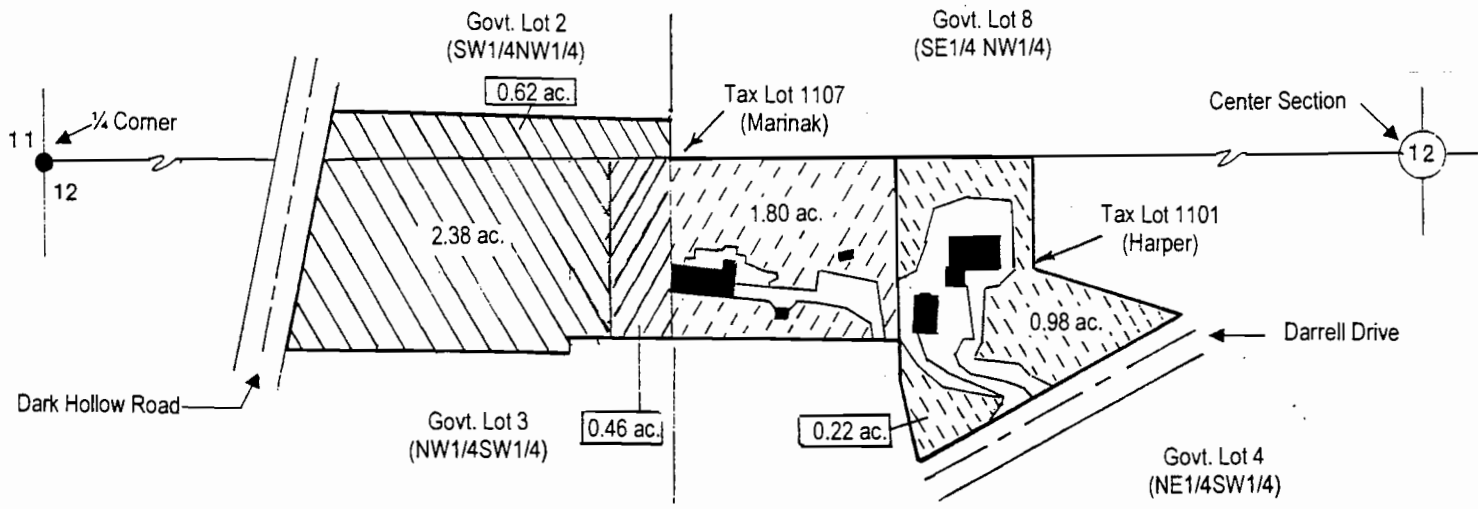 Govt. Lot 2
(SW1/4NW1/4)
0.62 ac.
Govt. Lot 8
(SE1/4 NW1/4)
Tax Lot 1107
(Marinak)
Center Section
11
¼ Corner
12
12
2.38 ac.
1.80 ac.
Tax Lot 1101
(Harper)
0.98 ac.
Darrell Drive
Dark Hollow Road
Govt. Lot 3
(NW1/4SW1/4)
0.46 ac.
0.22 ac.
Govt. Lot 4
(NE1/4SW1/4)